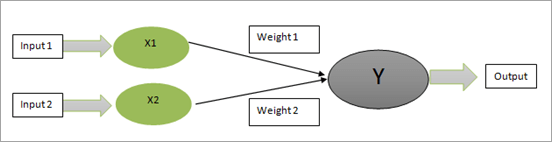 Input 1
X1
Weight 1
Input 2
X2
Weight 2
Y
Output